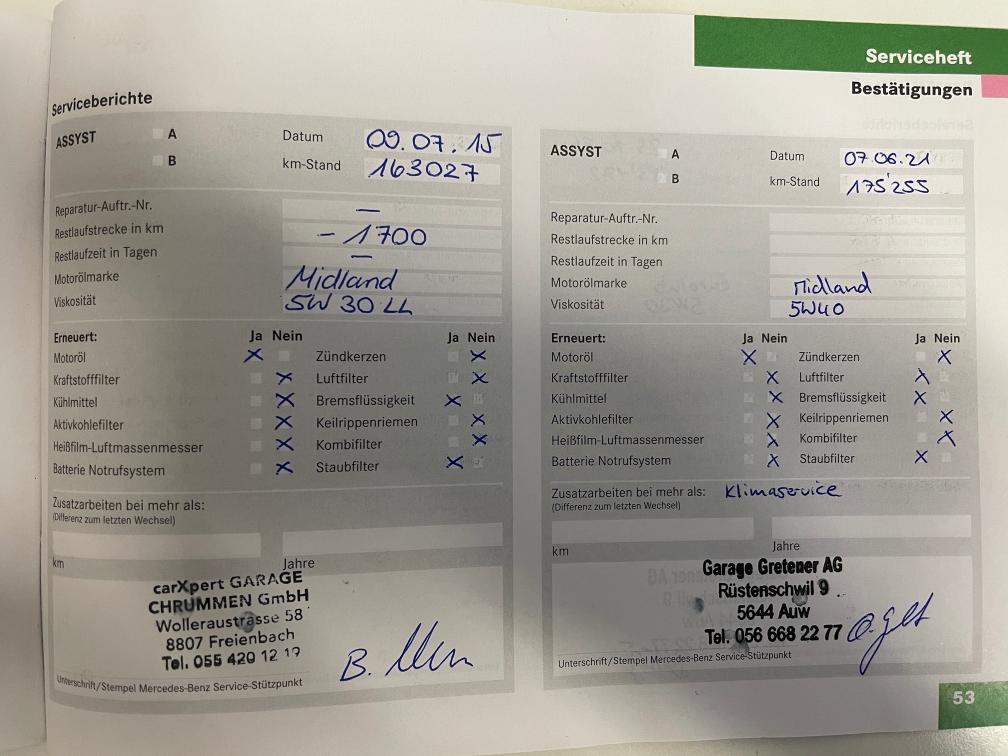 Serviceheft
Bestätigungen
Serviceberichte
ASSYST A
B
Datum 09.07.15
km-Stand 163027
Reparatur-Auftr.-Nr. —
Restlaufstrecke in km - 1700
Restlaufzeit in Tagen —
Motorölmarke Midland
Viskosität 5W30 LL
Erneuert: Ja Nein Ja Nein
Motoröl X Zündkerzen X
Kraftstofffilter X Luftfilter X
Kühlmittel X Bremsflüssigkeit X
Aktivkohlefilter X Keilrippenriemen X
Heißfilm-Luftmassenmesser X Kombifilter X
Batterie Notrufsystem X Staubfilter X
Zusatzarbeiten bei mehr als:
(Differenz zum letzten Wechsel)
km Jahre
carXpert GARAGE
CHRUMMEN GmbH
Wolleraustrasse 58
8807 Freienbach
Tel. 055 420 12
B.
Unterschrift/Stempel Mercedes-Benz Service-Stützpunkt
ASSYST A
B
Datum 07.06.21
km-Stand 175'255
Reparatur-Auftr.-Nr.
Restlaufstrecke in km
Restlaufzeit in Tagen
Motorölmarke Midland
Viskosität 5W40
Erneuert: Ja Nein Ja Nein
Motoröl X Zündkerzen X
Kraftstofffilter X Luftfilter X
Kühlmittel X Bremsflüssigkeit X
Aktivkohlefilter X Keilrippenriemen X
Heißfilm-Luftmassenmesser X Kombifilter X
Batterie Notrufsystem X Staubfilter X
Zusatzarbeiten bei mehr als: Klimaservice
(Differenz zum letzten Wechsel)
km Jahre
Garage Gretener AG
Rüstenschwil 9
5644 Auw
Tel. 056 668 22 77
Unterschrift/Stempel Mercedes-Benz Service-Stützpunkt
53